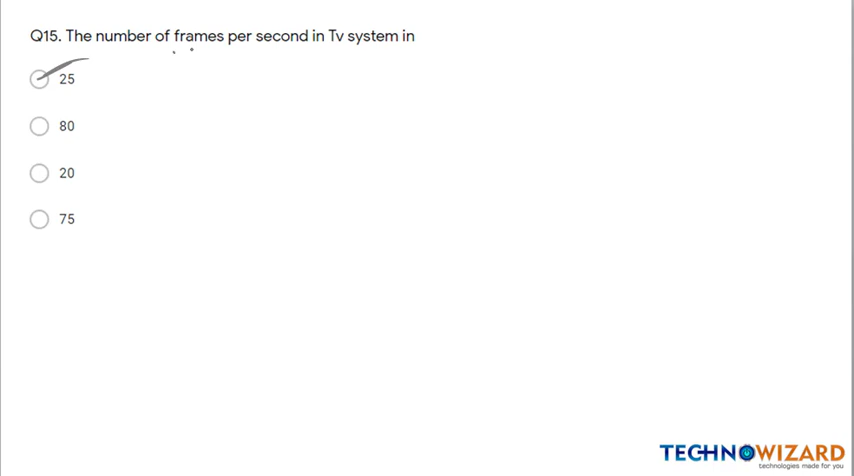 Q15. The number of frames per second in Tv system in
25
80
20
75
TECHNOWIZARD
technologies made for you